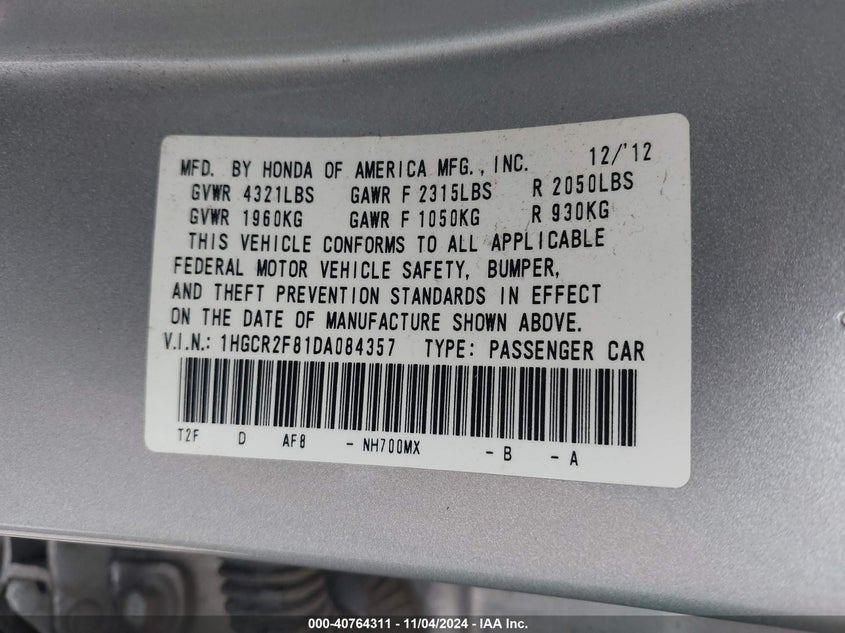 MFD. BY HONDA OF AMERICA MFG., INC. 12/'12
GVWR 4321LBS GAWR F 2315LBS R 2050LBS
GVWR 1960KG GAWR F 1050KG R 930KG
THIS VEHICLE CONFORMS TO ALL APPLICABLE
FEDERAL MOTOR VEHICLE SAFETY, BUMPER,
AND THEFT PREVENTION STANDARDS IN EFFECT
ON THE DATE OF MANUFACTURE SHOWN ABOVE.
V.I.N.: 1HGCR2F81DA084357 TYPE: PASSENGER CAR
T2F D AF8 - NH700MX - B - A
000-40764311 - 11/04/2024 - IAA Inc.